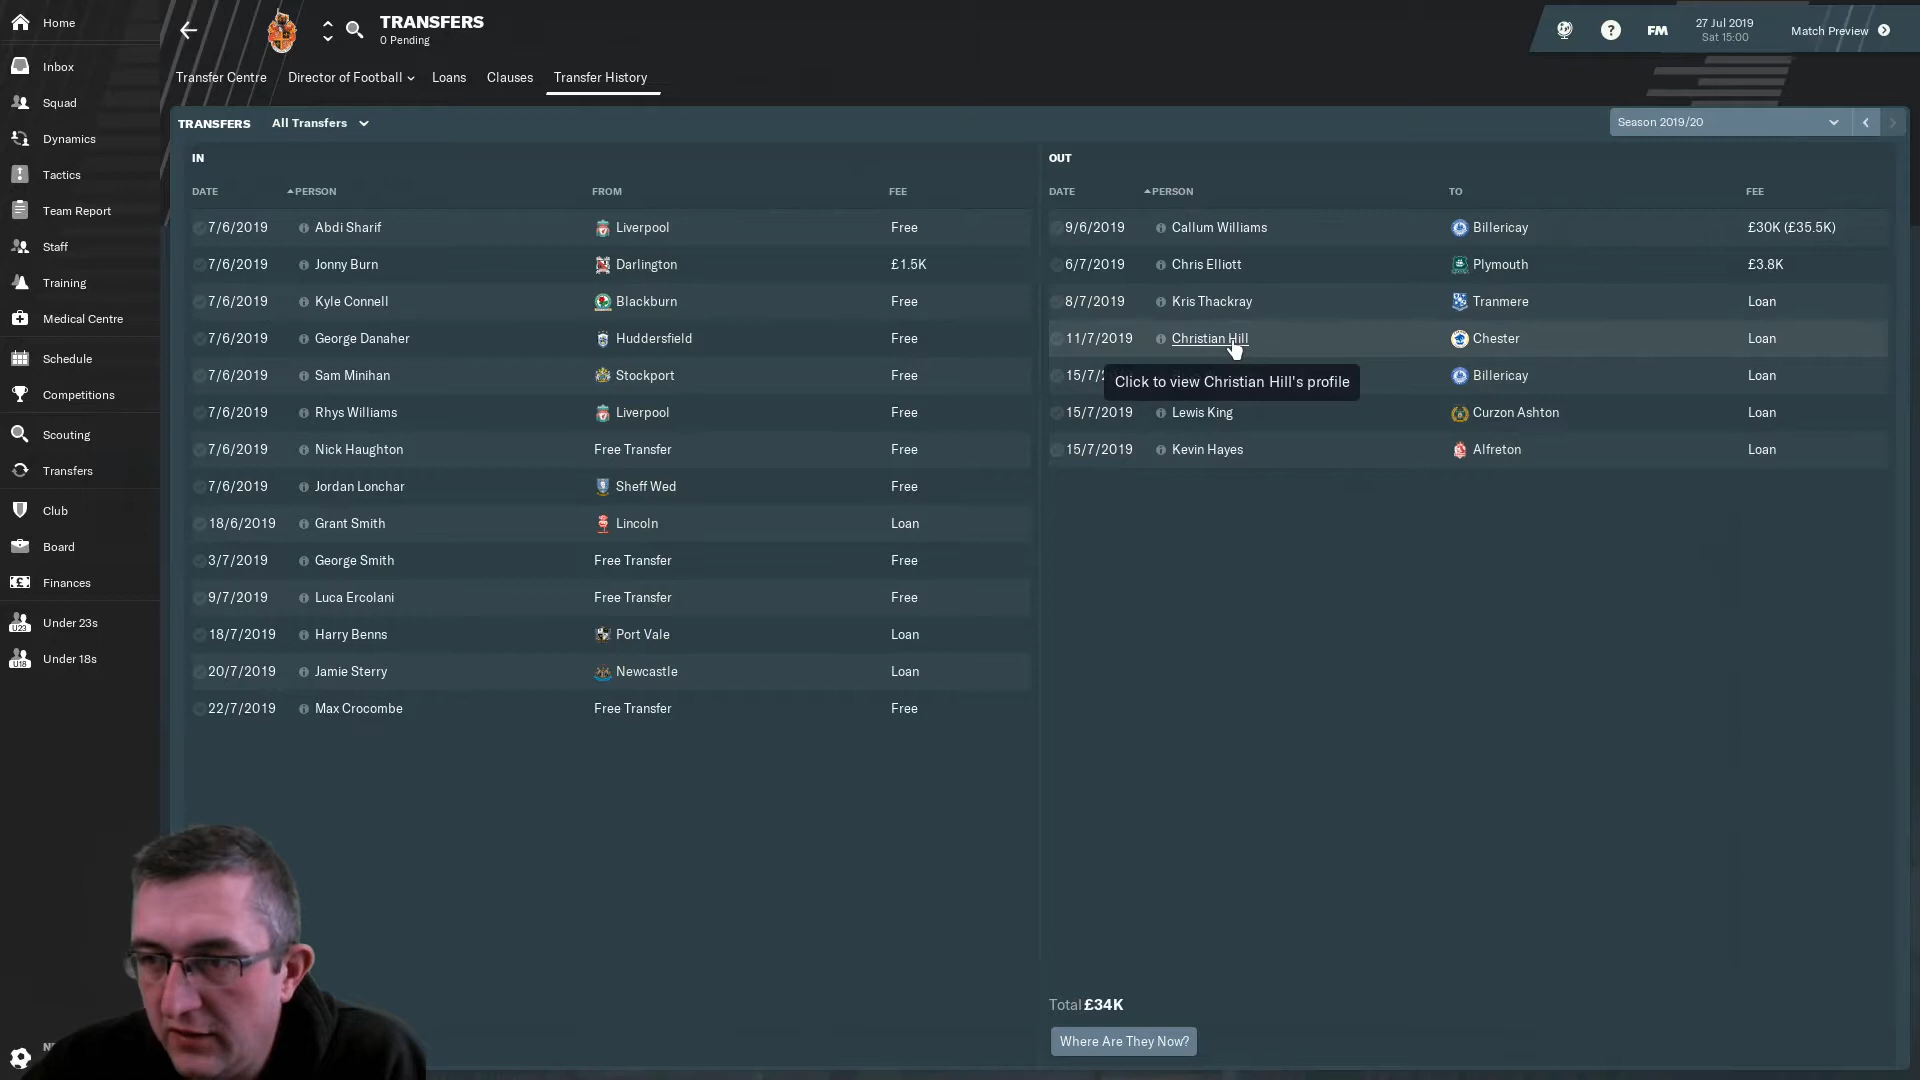 Home
Inbox
Squad
Dynamics
Tactics
Team Report
Staff
Training
Medical Centre
Schedule
Competitions
Scouting
Transfers
Club
Board
Finances
U23 Under 23s
U18 Under 18s
TRANSFERS
0 Pending
? FM 27 Jul 2019 Match Preview
Sat 15:00
Transfer Centre Director of Football Loans Clauses Transfer History
TRANSFERS All Transfers Season 2019/20
IN
DATE PERSON FROM FEE
7/6/2019 Abdi Sharif Liverpool Free
7/6/2019 Jonny Burn Darlington £1.5K
7/6/2019 Kyle Connell Blackburn Free
7/6/2019 George Danaher Huddersfield Free
7/6/2019 Sam Minihan Stockport Free
7/6/2019 Rhys Williams Liverpool Free
7/6/2019 Nick Haughton Free Transfer Free
7/6/2019 Jordan Lonchar Sheff Wed Free
18/6/2019 Grant Smith Lincoln Loan
3/7/2019 George Smith Free Transfer Free
9/7/2019 Luca Ercolani Free Transfer Free
18/7/2019 Harry Benns Port Vale Loan
20/7/2019 Jamie Sterry Newcastle Loan
22/7/2019 Max Crocombe Free Transfer Free
OUT
DATE PERSON TO FEE
9/6/2019 Callum Williams Billericay £30K (£35.5K)
6/7/2019 Chris Elliott Plymouth £3.8K
8/7/2019 Kris Thackray Tranmere Loan
11/7/2019 Christian Hill Chester Loan
15/7/2 Billericay Loan
Click to view Christian Hill's profile
15/7/2019 Lewis King Curzon Ashton Loan
15/7/2019 Kevin Hayes Alfreton Loan
Total £34K
Where Are They Now?